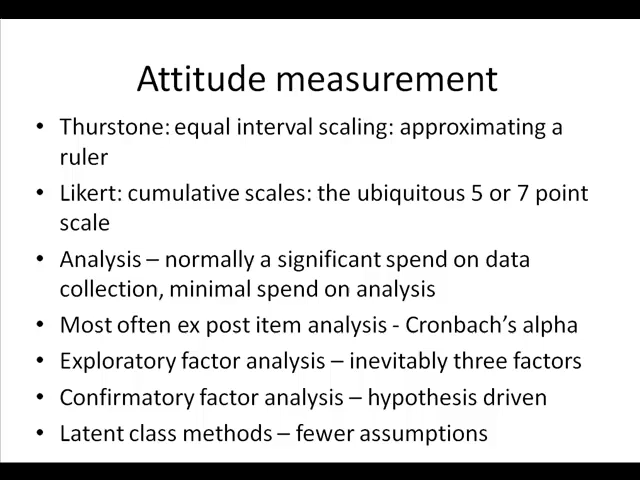 Attitude measurement
• Thurstone: equal interval scaling: approximating a
ruler
• Likert: cumulative scales: the ubiquitous 5 or 7 point
scale
• Analysis – normally a significant spend on data
collection, minimal spend on analysis
• Most often ex post item analysis - Cronbach’s alpha
• Exploratory factor analysis – inevitably three factors
• Confirmatory factor analysis – hypothesis driven
• Latent class methods – fewer assumptions